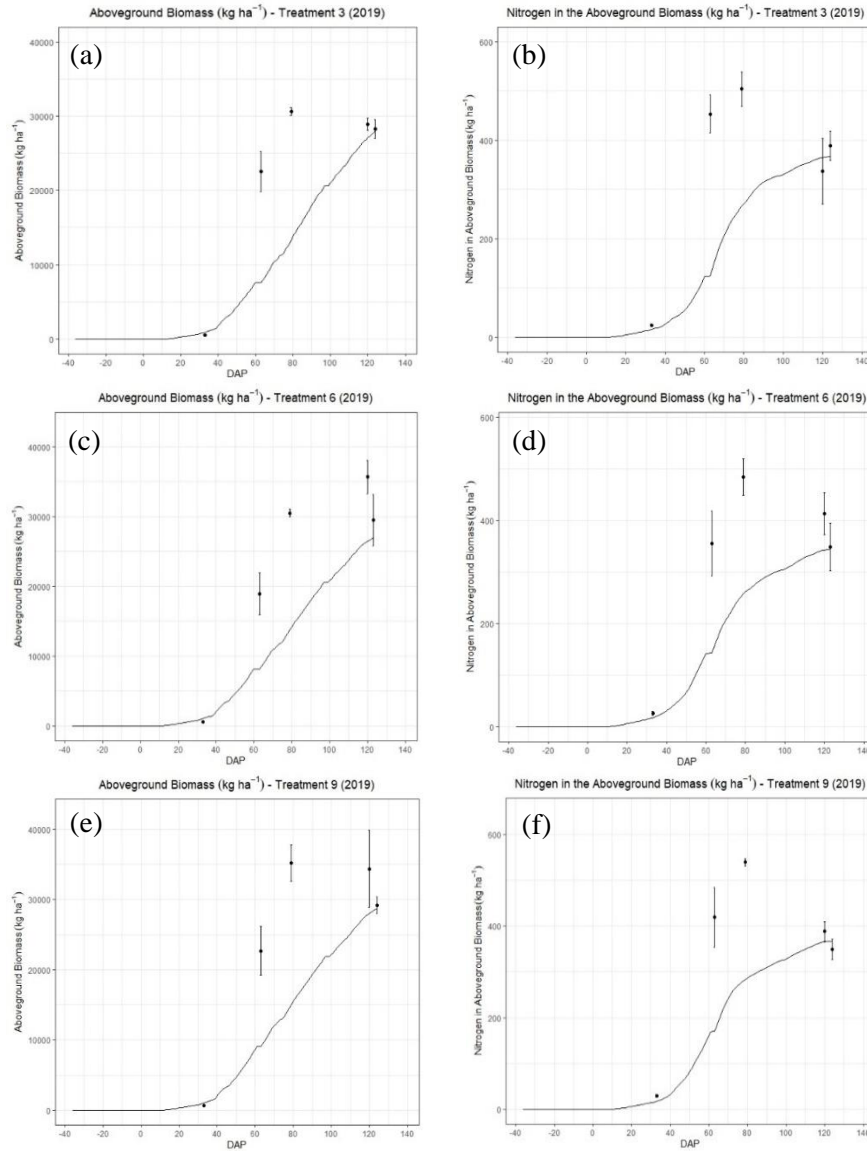 Aboveground Biomass (kg ha⁻¹) - Treatment 3 (2019)
(a)
Aboveground Biomass (kg ha⁻¹)
40000
30000
20000
10000
0
-40 -20 0 20 40 60 80 100 120 140
DAP
Nitrogen in the Aboveground Biomass (kg ha⁻¹) - Treatment 3 (2019)
(b)
Nitrogen in Aboveground Biomass (kg ha⁻¹)
600
400
200
0
-40 -20 0 20 40 60 80 100 120 140
DAP
Aboveground Biomass (kg ha⁻¹) - Treatment 6 (2019)
(c)
Aboveground Biomass (kg ha⁻¹)
40000
30000
20000
10000
0
-40 -20 0 20 40 60 80 100 120 140
DAP
Nitrogen in the Aboveground Biomass (kg ha⁻¹) - Treatment 6 (2019)
(d)
Nitrogen in Aboveground Biomass (kg ha⁻¹)
600
400
200
0
-40 -20 0 20 40 60 80 100 120 140
DAP
Aboveground Biomass (kg ha⁻¹) - Treatment 9 (2019)
(e)
Aboveground Biomass (kg ha⁻¹)
40000
30000
20000
10000
0
-40 -20 0 20 40 60 80 100 120 140
DAP
Nitrogen in the Aboveground Biomass (kg ha⁻¹) - Treatment 9 (2019)
(f)
Nitrogen in Aboveground Biomass (kg ha⁻¹)
600
400
200
0
-40 -20 0 20 40 60 80 100 120 140
DAP